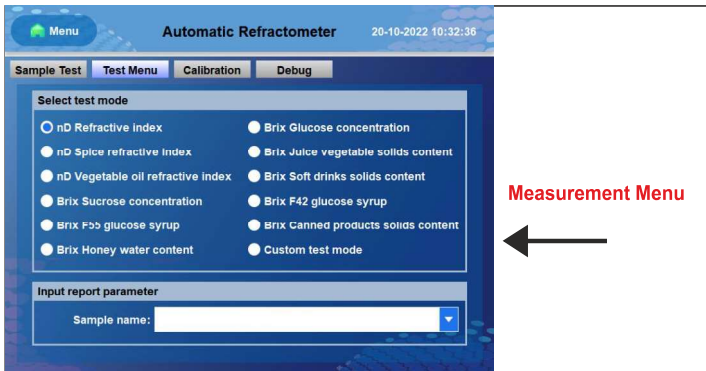 Menu Automatic Refractometer 20-10-2022 10:32:36
Sample Test Test Menu Calibration Debug
Select test mode
nD Refractive index Brix Glucose concentration
nD Spice refractive index Brix Juice vegetable solids content
nD Vegetable oil refractive index Brix Soft drinks solids content
Brix Sucrose concentration Brix F42 glucose syrup
Brix F55 glucose syrup Brix Canned products solids content
Brix Honey water content Custom test mode
Input report parameter
Sample name:
Measurement Menu